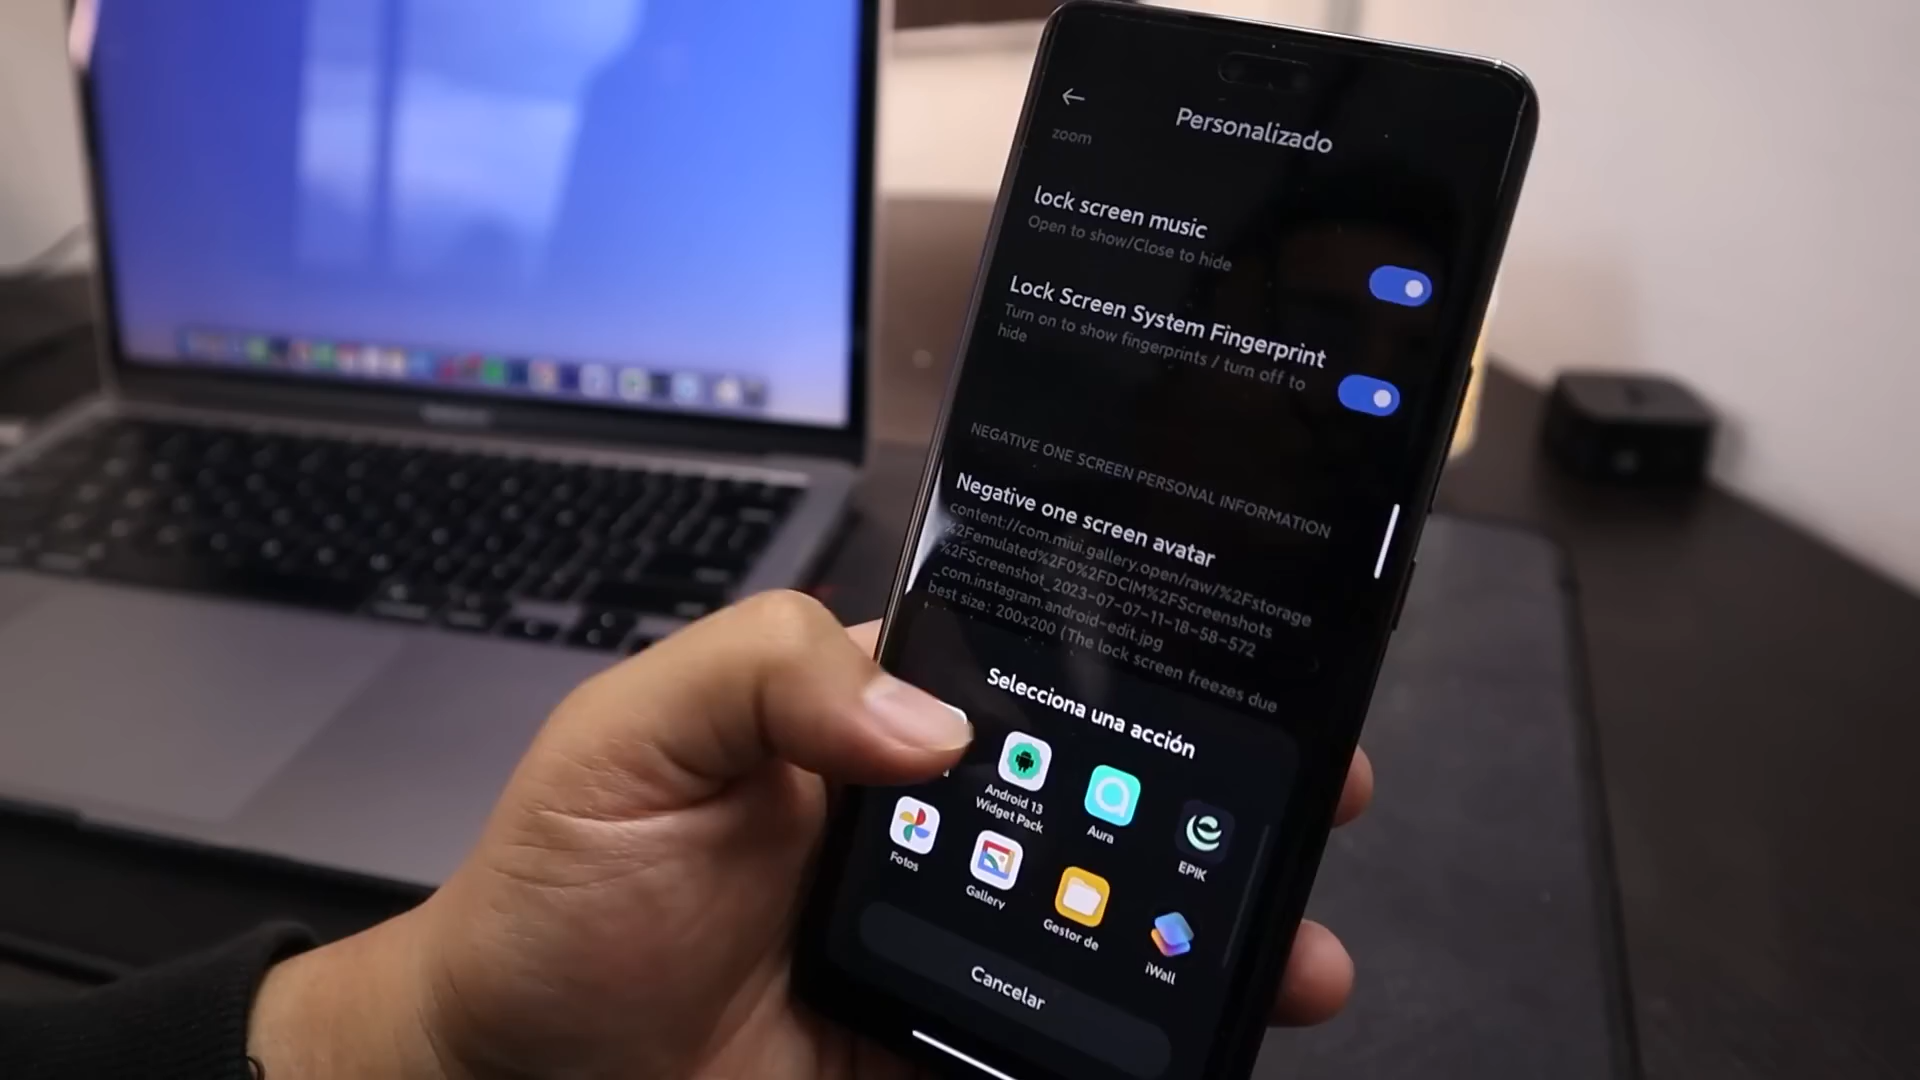 Personalizado
zoom
lock screen music
Open to show/Close to hide
Lock Screen System Fingerprint
Turn on to show fingerprints / turn off to
hide
NEGATIVE ONE SCREEN PERSONAL INFORMATION
Negative one screen avatar
content://com.miui.gallery.open/raw/%2Fstorage
%2Femulated%2F0%2FDCIM%2FScreenshots
%2FScreenshot_2023-07-07-11-18-58-572
_com.instagram.android-edit.jpg
best size: 200x200 (The lock screen freezes due
Selecciona una acción
Android 13
Widget Pack
Aura
EPIK
Fotos
Gallery
Gestor de
iWall
Cancelar